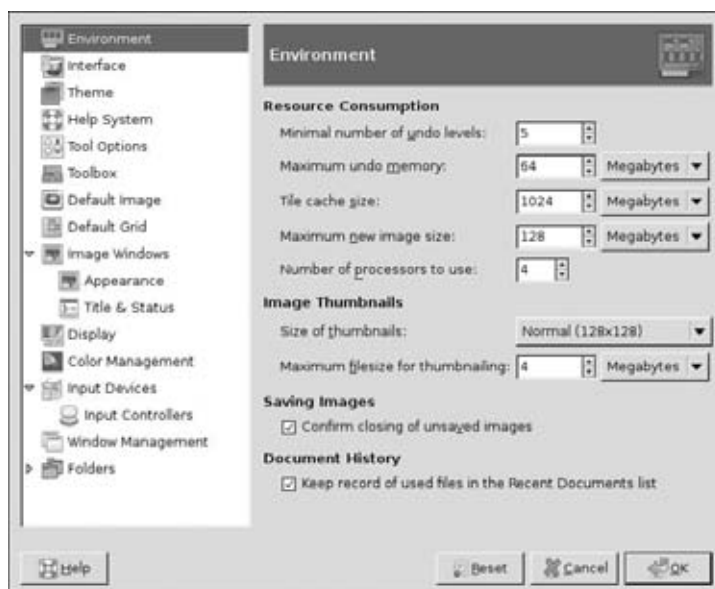 Environment
Interface
Theme
Help System
Tool Options
Toolbox
Default Image
Default Grid
Image Windows
Appearance
Title & Status
Display
Color Management
Input Devices
Input Controllers
Window Management
Folders
Environment
Resource Consumption
Minimal number of undo levels: 5
Maximum undo memory: 64 Megabytes
Tile cache size: 1024 Megabytes
Maximum new image size: 128 Megabytes
Number of processors to use: 4
Image Thumbnails
Size of thumbnails: Normal (128x128)
Maximum filesize for thumbnailing: 4 Megabytes
Saving Images
Confirm closing of unsaved images
Document History
Keep record of used files in the Recent Documents list
Help Reset Cancel OK